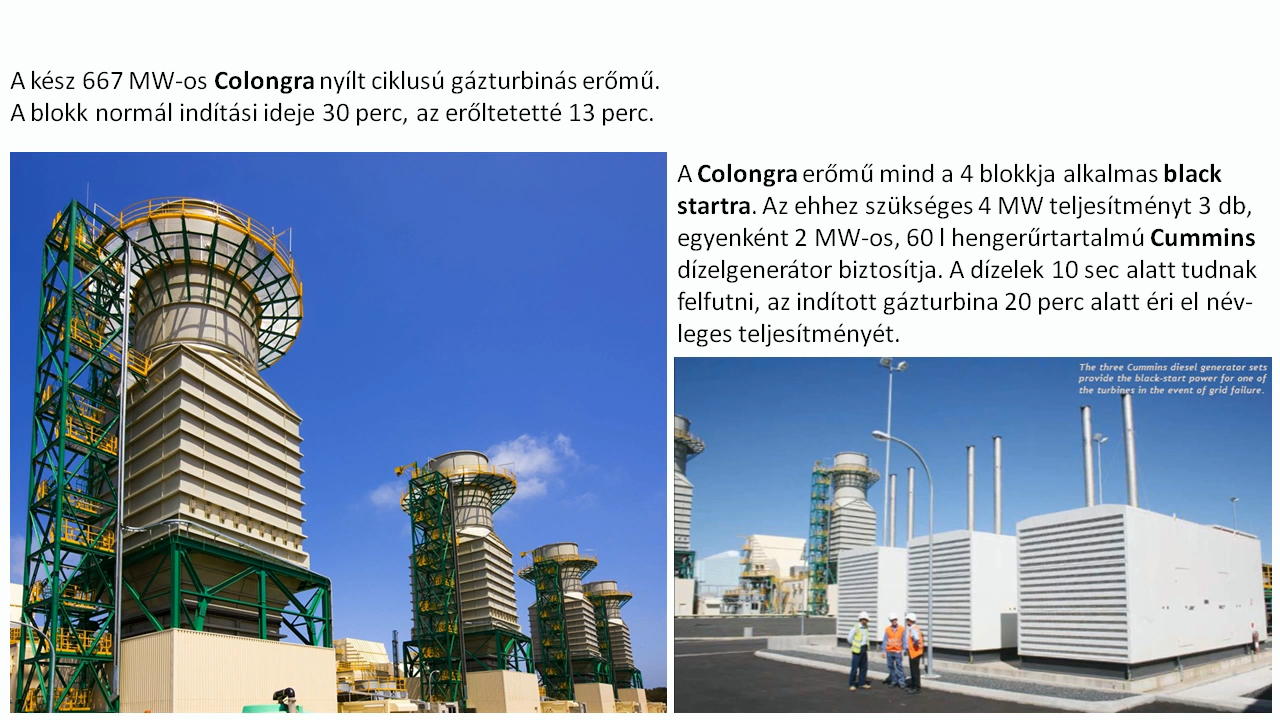 A kész 667 MW-os Colongra nyílt ciklusú gázturbinás erőmű.
A blokk normál indítási ideje 30 perc, az erőltetetté 13 perc.
A Colongra erőmű mind a 4 blokkja alkalmas black
startra. Az ehhez szükséges 4 MW teljesítményt 3 db,
egyenként 2 MW-os, 60 l hengerűrtartalmú Cummins
dízelgenerátor biztosítja. A dízelek 10 sec alatt tudnak
felfutni, az indított gázturbina 20 perc alatt éri el név-
leges teljesítményét.
The three Cummins diesel generator sets
provide the black-start power for one of
the turbines in the event of grid failure.